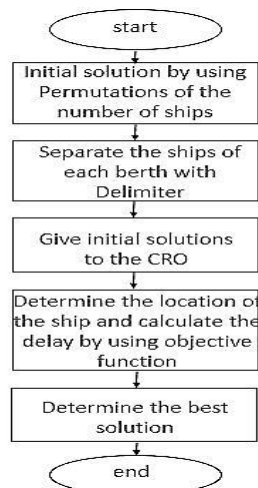 start
Initial solution by using
Permutations of the
number of ships
Separate the ships of
each berth with
Delimiter
Give initial solutions
to the CRO
Determine the location of
the ship and calculate the
delay by using objective
function
Determine the best
solution
end